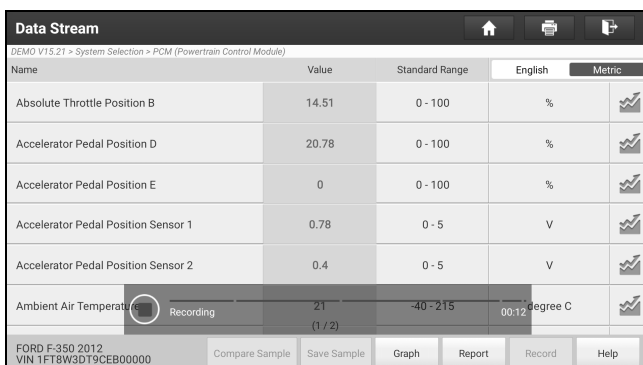 Data Stream
DEMO V15.21 > System Selection > PCM (Powertrain Control Module)
Name Value Standard Range English Metric
Absolute Throttle Position B 14.51 0 - 100 %
Accelerator Pedal Position D 20.78 0 - 100 %
Accelerator Pedal Position E 0 0 - 100 %
Accelerator Pedal Position Sensor 1 0.78 0 - 5 V
Accelerator Pedal Position Sensor 2 0.4 0 - 5 V
Ambient Air Temperature 21 -40 - 215 degree C
Recording 00:12
(1 / 2)
FORD F-350 2012
VIN 1FT8W3DT9CEB00000
Compare Sample Save Sample Graph Report Record Help